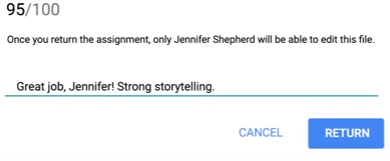 95/100
Once you return the assignment, only Jennifer Shepherd will be able to edit this file.
Great job, Jennifer! Strong storytelling.
CANCEL RETURN